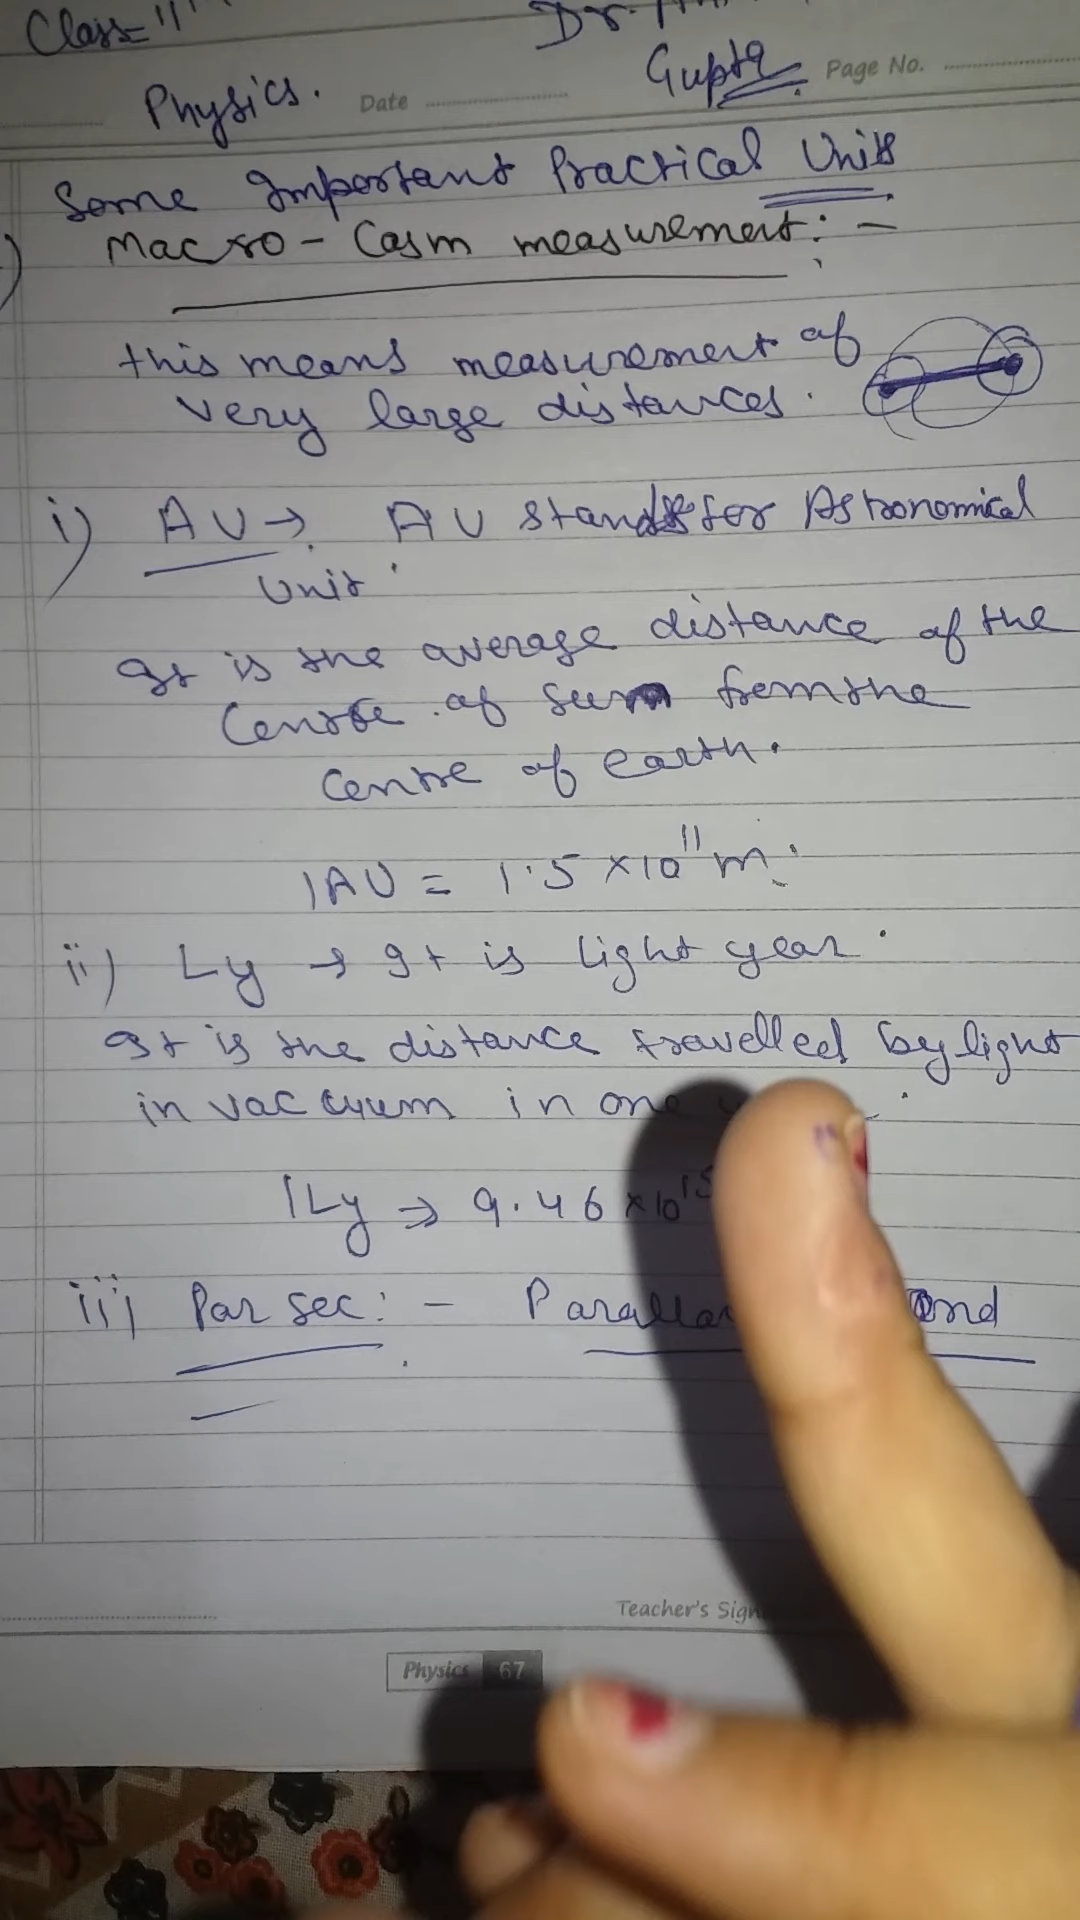 Class-11
Dr.
Physics.
Date
Gupta
Page No.
Some Important Practical Units
Macro-Cosm measurement:-
this means measurement of
very large distances.
i) AU → AU stands for Astronomical
Unit
It is the average distance of the
Centre of sun from the
Centre of earth.
1AU = 1.5 × 10¹¹ m.
ii) Ly → It is light year.
It is the distance travelled by light
in vaccyum in one
1Ly ⇒ 9.46 × 10¹⁵
iii) Par sec:- Paralla ond
Teacher's Sign
Physics 67